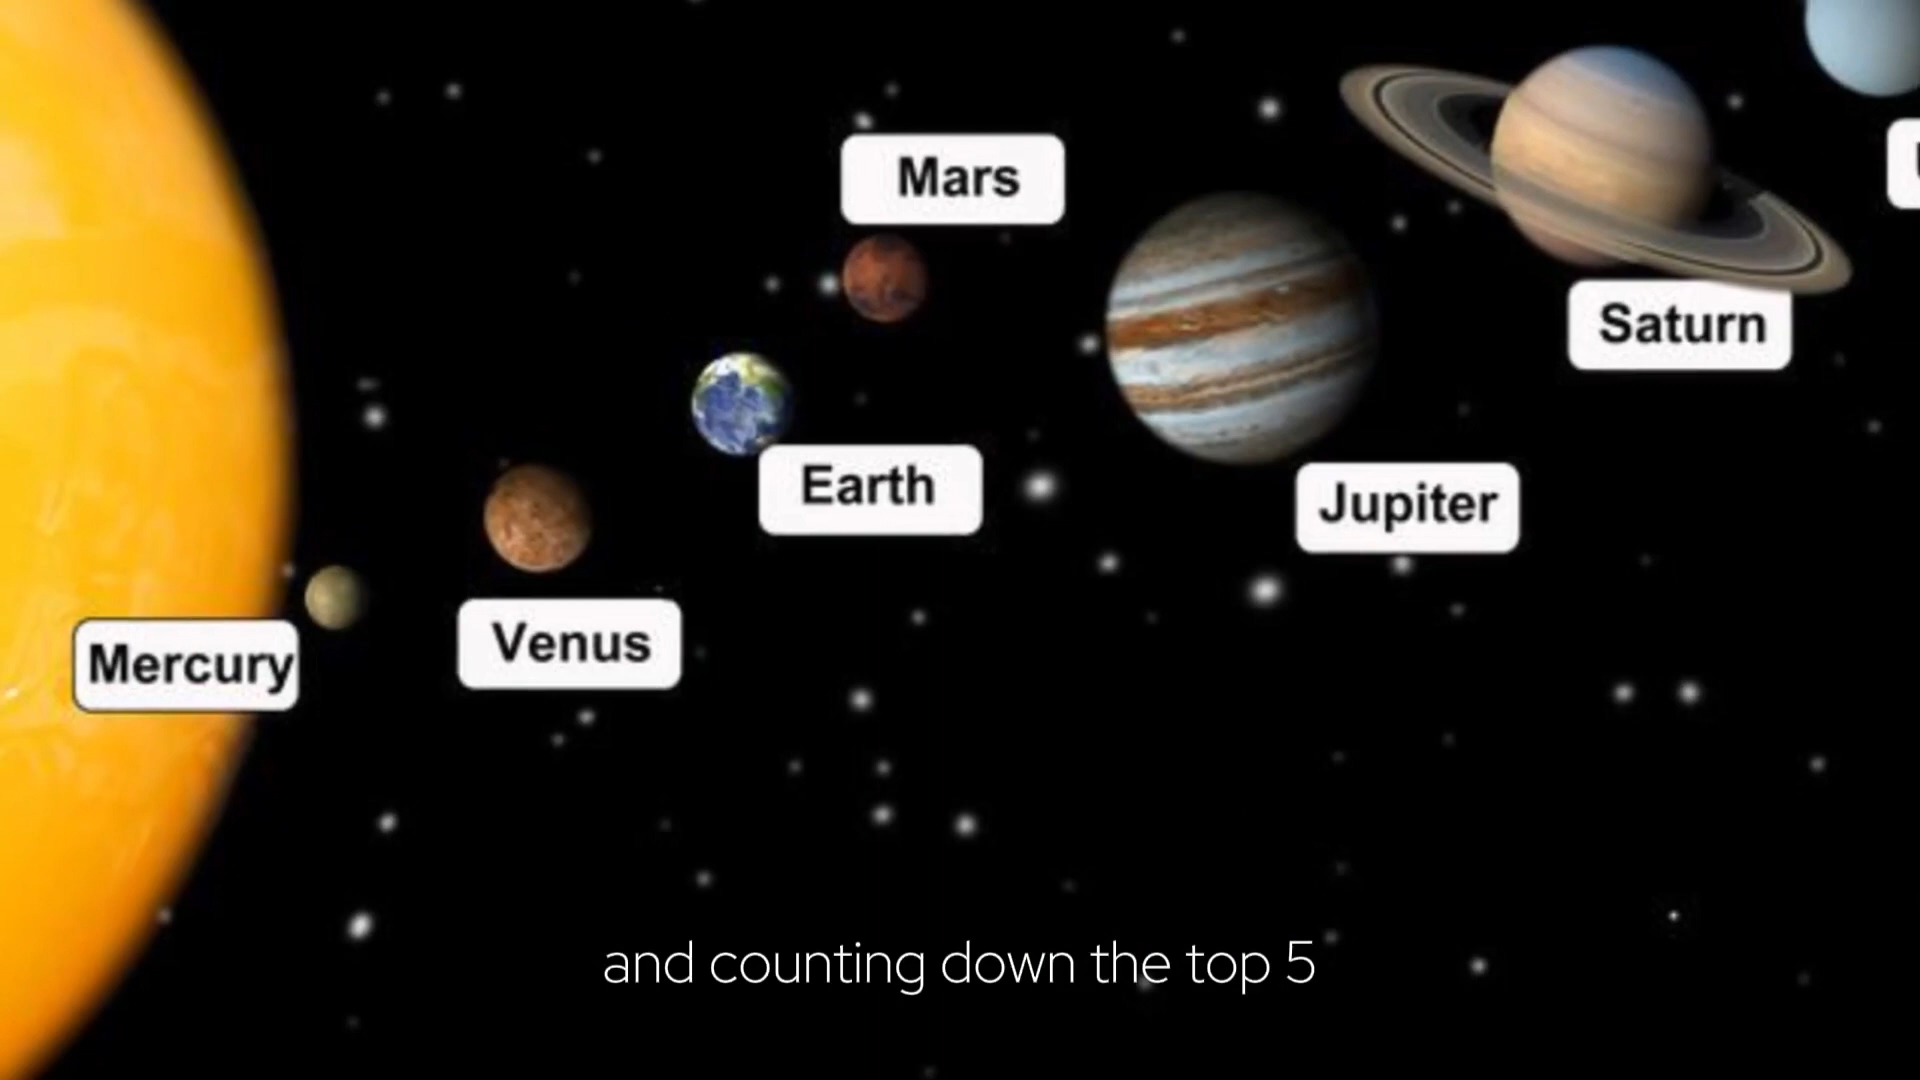 Mars
Saturn
Earth
Jupiter
Venus
Mercury
and counting down the top 5